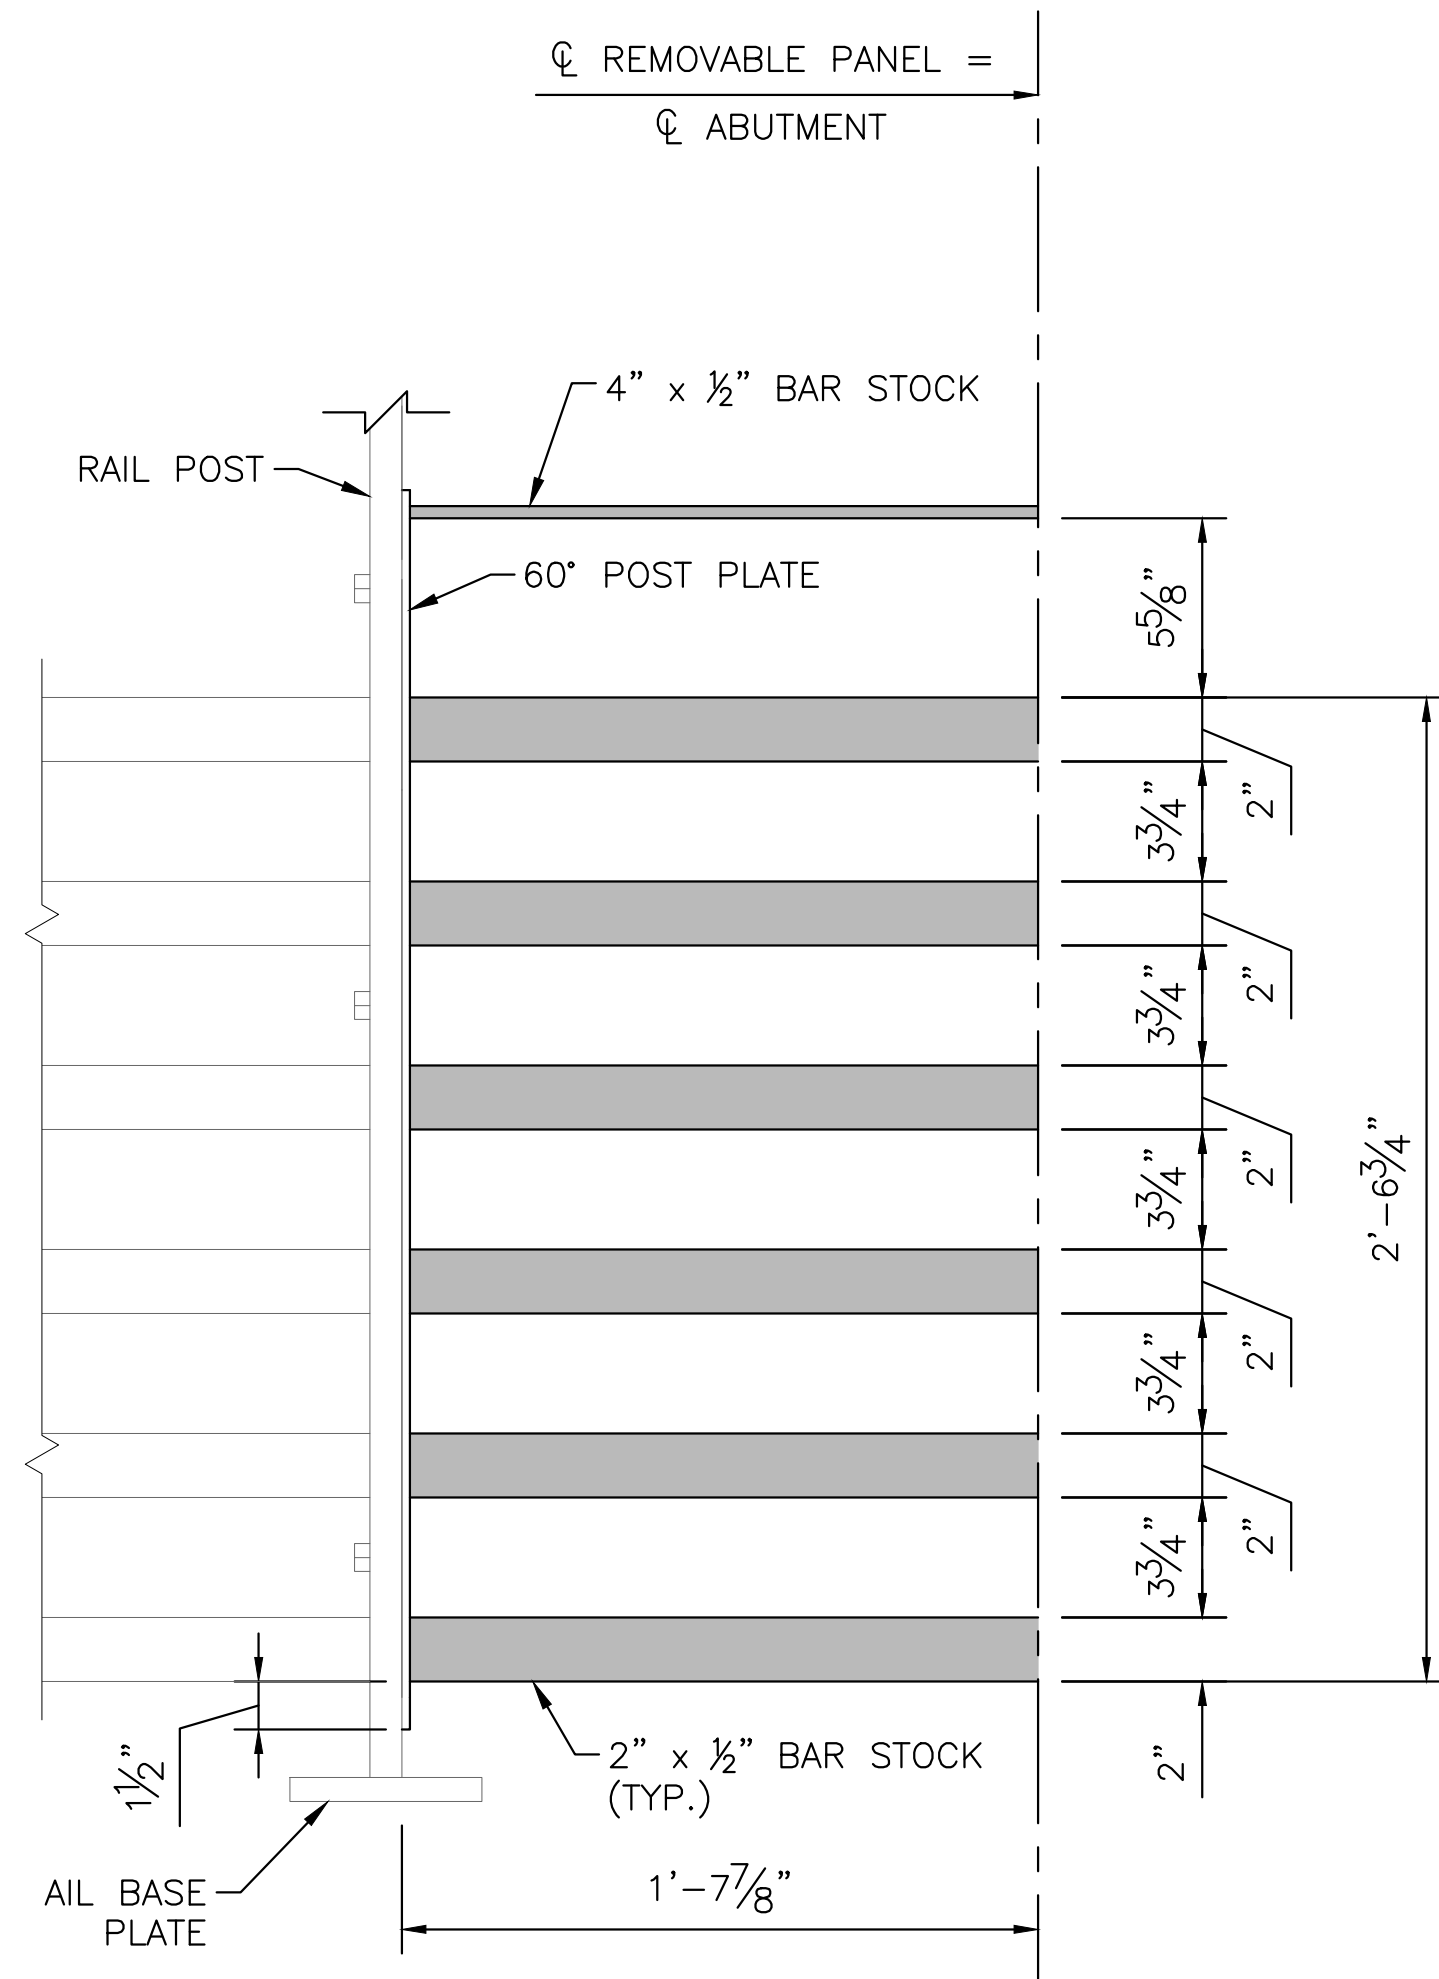 ℄ REMOVABLE PANEL =
℄ ABUTMENT
4” x ½” BAR STOCK
RAIL POST
60° POST PLATE
5⅝”
2”
3¾”
2”
3¾”
2”
3¾”
2’–6¾”
2”
3¾”
2”
3¾”
2” x ½” BAR STOCK
(TYP.)
2”
1½”
1’–7⅞”
AIL BASE
PLATE